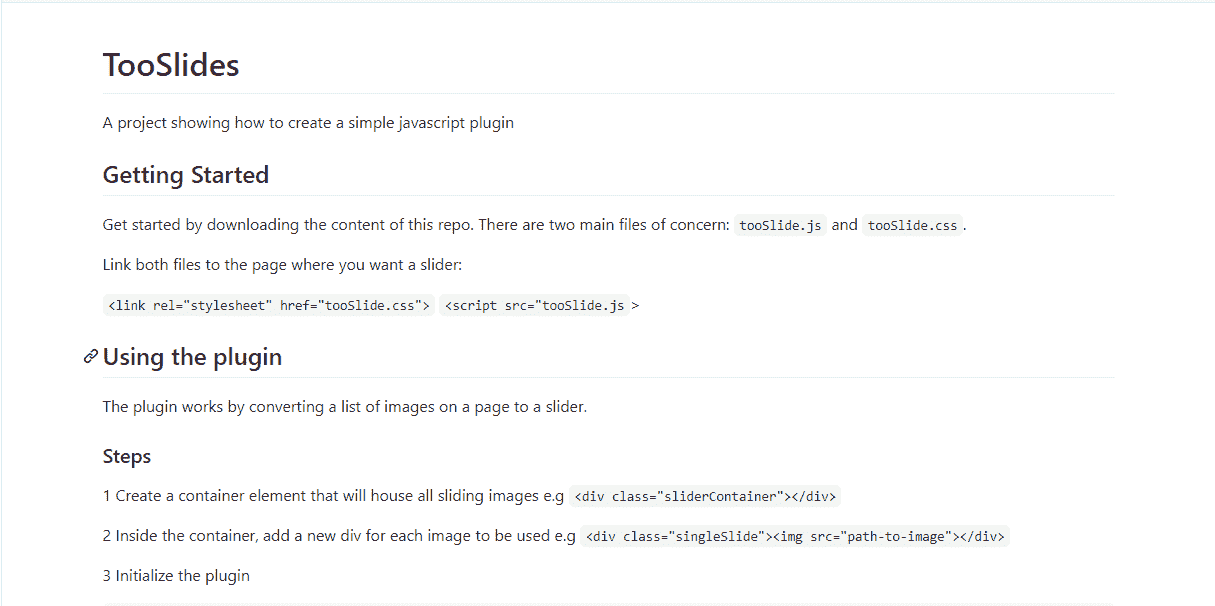 TooSlides
A project showing how to create a simple javascript plugin
Getting Started
Get started by downloading the content of this repo. There are two main files of concern: tooSlide.js and tooSlide.css .
Link both files to the page where you want a slider:
<link rel="stylesheet" href="tooSlide.css"> <script src="tooSlide.js >
Using the plugin
The plugin works by converting a list of images on a page to a slider.
Steps
1 Create a container element that will house all sliding images e.g <div class="sliderContainer"></div>
2 Inside the container, add a new div for each image to be used e.g <div class="singleSlide"><img src="path-to-image"></div>
3 Initialize the plugin